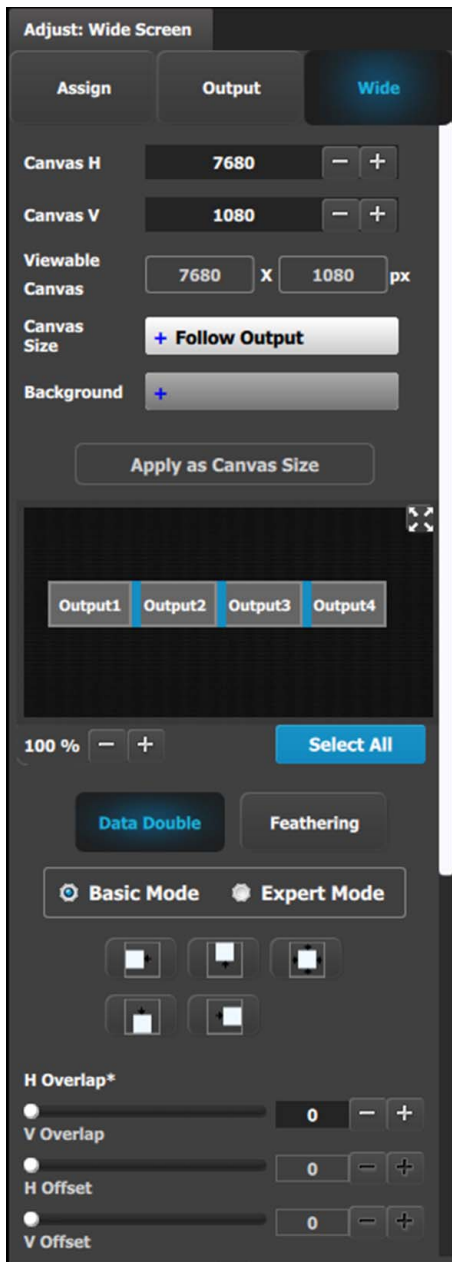 Adjust: Wide Screen
Assign Output Wide
Canvas H 7680 − +
Canvas V 1080 − +
Viewable
Canvas 7680 X 1080 px
Canvas
Size + Follow Output
Background +
Apply as Canvas Size
Output1 Output2 Output3 Output4
100 % − + Select All
Data Double Feathering
Basic Mode Expert Mode
H Overlap*
0 − +
V Overlap
0 − +
H Offset
0 − +
V Offset